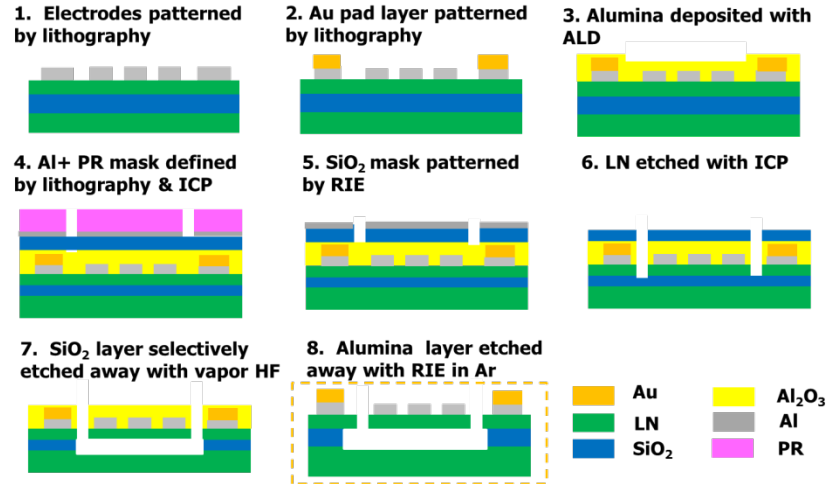 1. Electrodes patterned
by lithography
2. Au pad layer patterned
by lithography
3. Alumina deposited with
ALD
4. Al+ PR mask defined
by lithography & ICP
5. SiO₂ mask patterned
by RIE
6. LN etched with ICP
7. SiO₂ layer selectively
etched away with vapor HF
8. Alumina layer etched
away with RIE in Ar
Au
LN
SiO₂
Al₂O₃
Al
PR